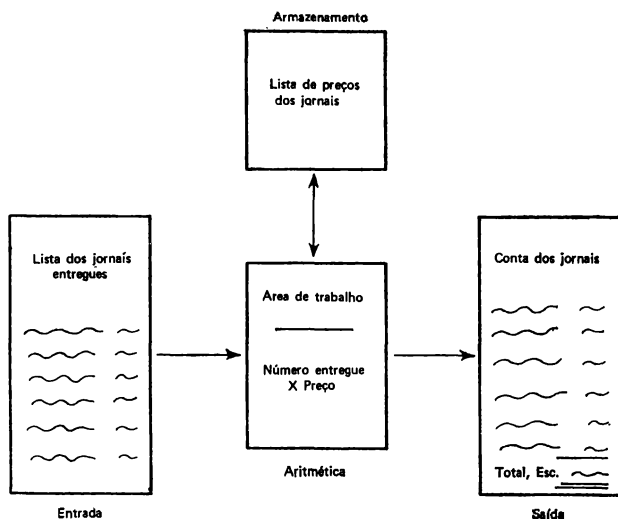 Armazenamento
Lista de preços
dos jornais
Lista dos jornais
entregues
Area de trabalho
Número entregue
X Preço
Conta dos jornais
Total, Esc.
Aritmética
Entrada
Saída